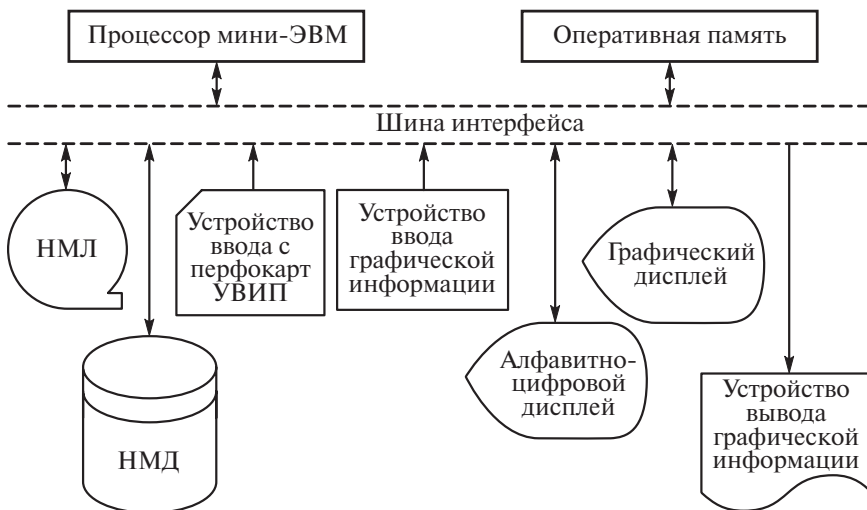 Процессор мини-ЭВМ
Оперативная память
Шина интерфейса
НМЛ
Устройство
ввода с
перфокарт
УВИП
Устройство
ввода
графической
информации
Графический
дисплей
Алфавитно-
цифровой
дисплей
НМД
Устройство
вывода
графической
информации